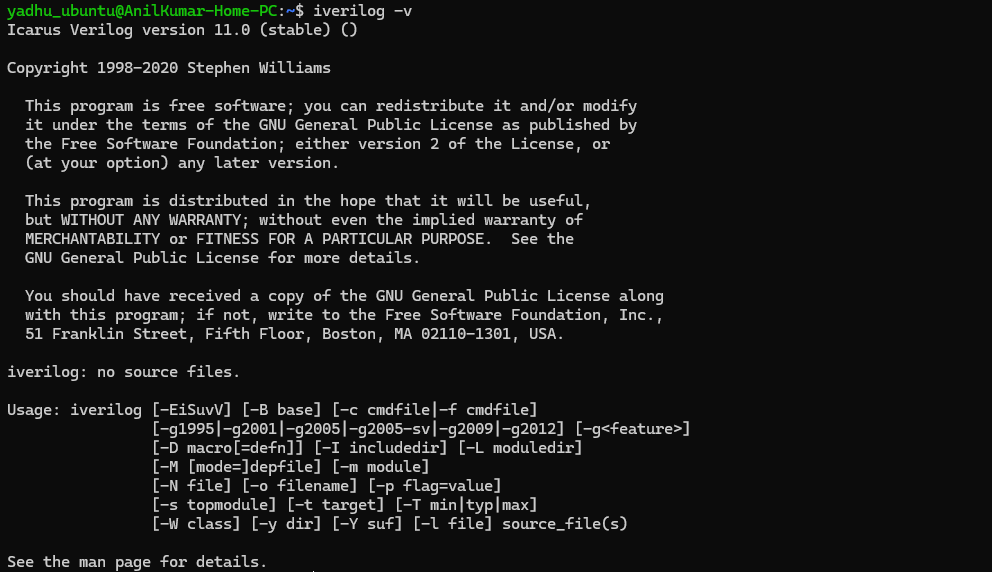 yadhu_ubuntu@AnilKumar-Home-PC:~$ iverilog -v
Icarus Verilog version 11.0 (stable) ()

Copyright 1998-2020 Stephen Williams

  This program is free software; you can redistribute it and/or modify
  it under the terms of the GNU General Public License as published by
  the Free Software Foundation; either version 2 of the License, or
  (at your option) any later version.

  This program is distributed in the hope that it will be useful,
  but WITHOUT ANY WARRANTY; without even the implied warranty of
  MERCHANTABILITY or FITNESS FOR A PARTICULAR PURPOSE.  See the
  GNU General Public License for more details.

  You should have received a copy of the GNU General Public License along
  with this program; if not, write to the Free Software Foundation, Inc.,
  51 Franklin Street, Fifth Floor, Boston, MA 02110-1301, USA.

iverilog: no source files.

Usage: iverilog [-EiSuvV] [-B base] [-c cmdfile|-f cmdfile]
                [-g1995|-g2001|-g2005|-g2005-sv|-g2009|-g2012] [-g<feature>]
                [-D macro[=defn]] [-I includedir] [-L moduledir]
                [-M [mode=]depfile] [-m module]
                [-N file] [-o filename] [-p flag=value]
                [-s topmodule] [-t target] [-T min|typ|max]
                [-W class] [-y dir] [-Y suf] [-l file] source_file(s)

See the man page for details.